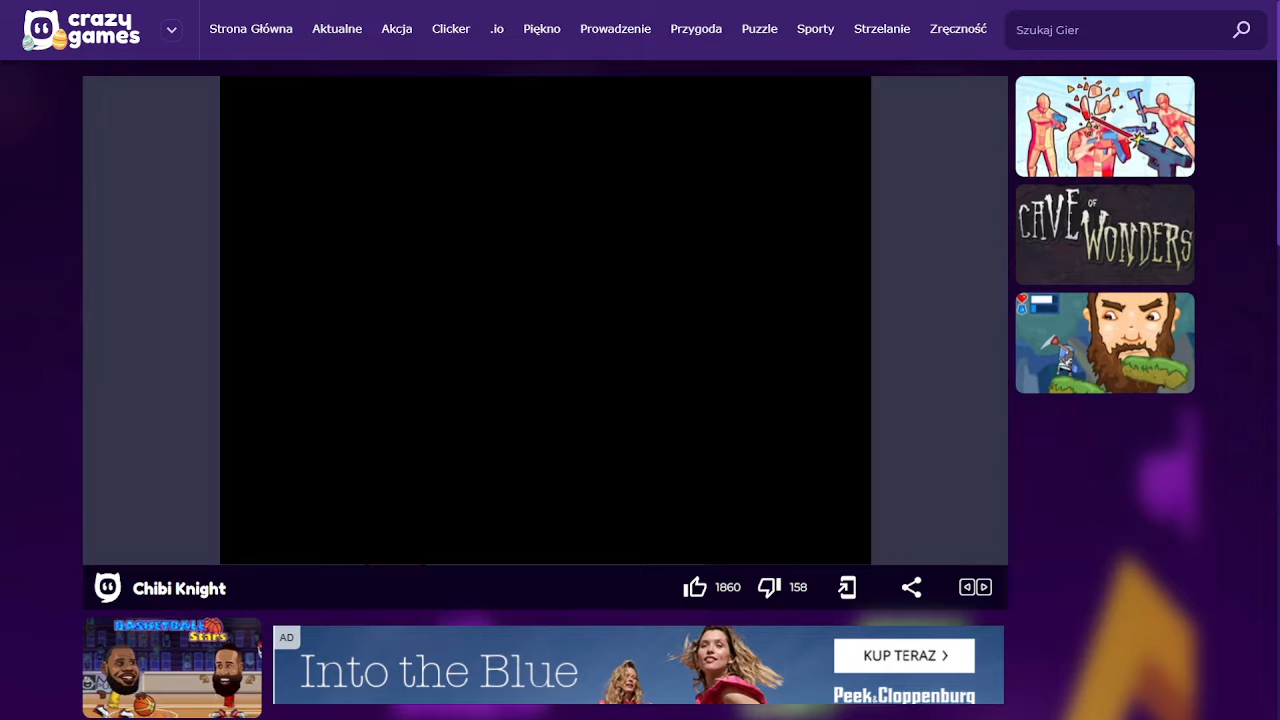 crazy games
Strona Główna Aktualne Akcja Clicker .io Piękno Prowadzenie Przygoda Puzzle Sporty Strzelanie Zręczność
Szukaj Gier
CAVE OF WONDERS
Chibi Knight
1860 158
BASKETBALL Stars
AD
Into the Blue
KUP TERAZ
Peek&Cloppenburg